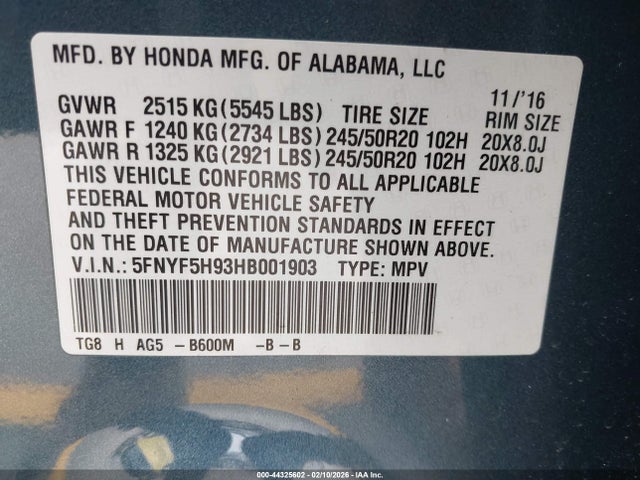 MFD. BY HONDA MFG. OF ALABAMA, LLC
11/'16
GVWR 2515 KG (5545 LBS) TIRE SIZE RIM SIZE
GAWR F 1240 KG (2734 LBS) 245/50R20 102H 20X8.0J
GAWR R 1325 KG (2921 LBS) 245/50R20 102H 20X8.0J
THIS VEHICLE CONFORMS TO ALL APPLICABLE
FEDERAL MOTOR VEHICLE SAFETY
AND THEFT PREVENTION STANDARDS IN EFFECT
ON DATE OF MANUFACTURE SHOWN ABOVE.
V.I.N.: 5FNYF5H93HB001903 TYPE: MPV
TG8 H AG5 -B600M -B-B
000-44325602 - 02/10/2026 - IAA Inc.